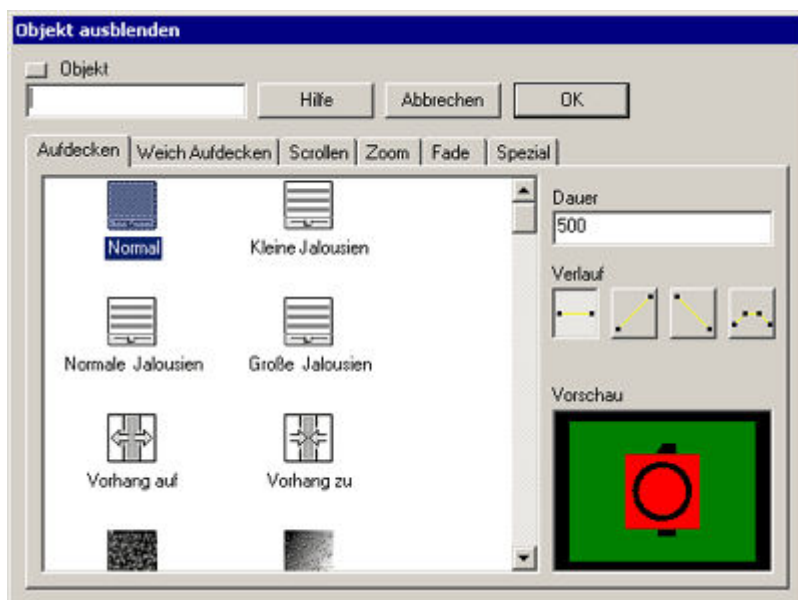 Objekt ausblenden
Objekt
Hilfe Abbrechen OK
Aufdecken Weich Aufdecken Scrollen Zoom Fade Spezial
Normal Kleine Jalousien
Normale Jalousien Große Jalousien
Vorhang auf Vorhang zu
Dauer
500
Verlauf
Vorschau